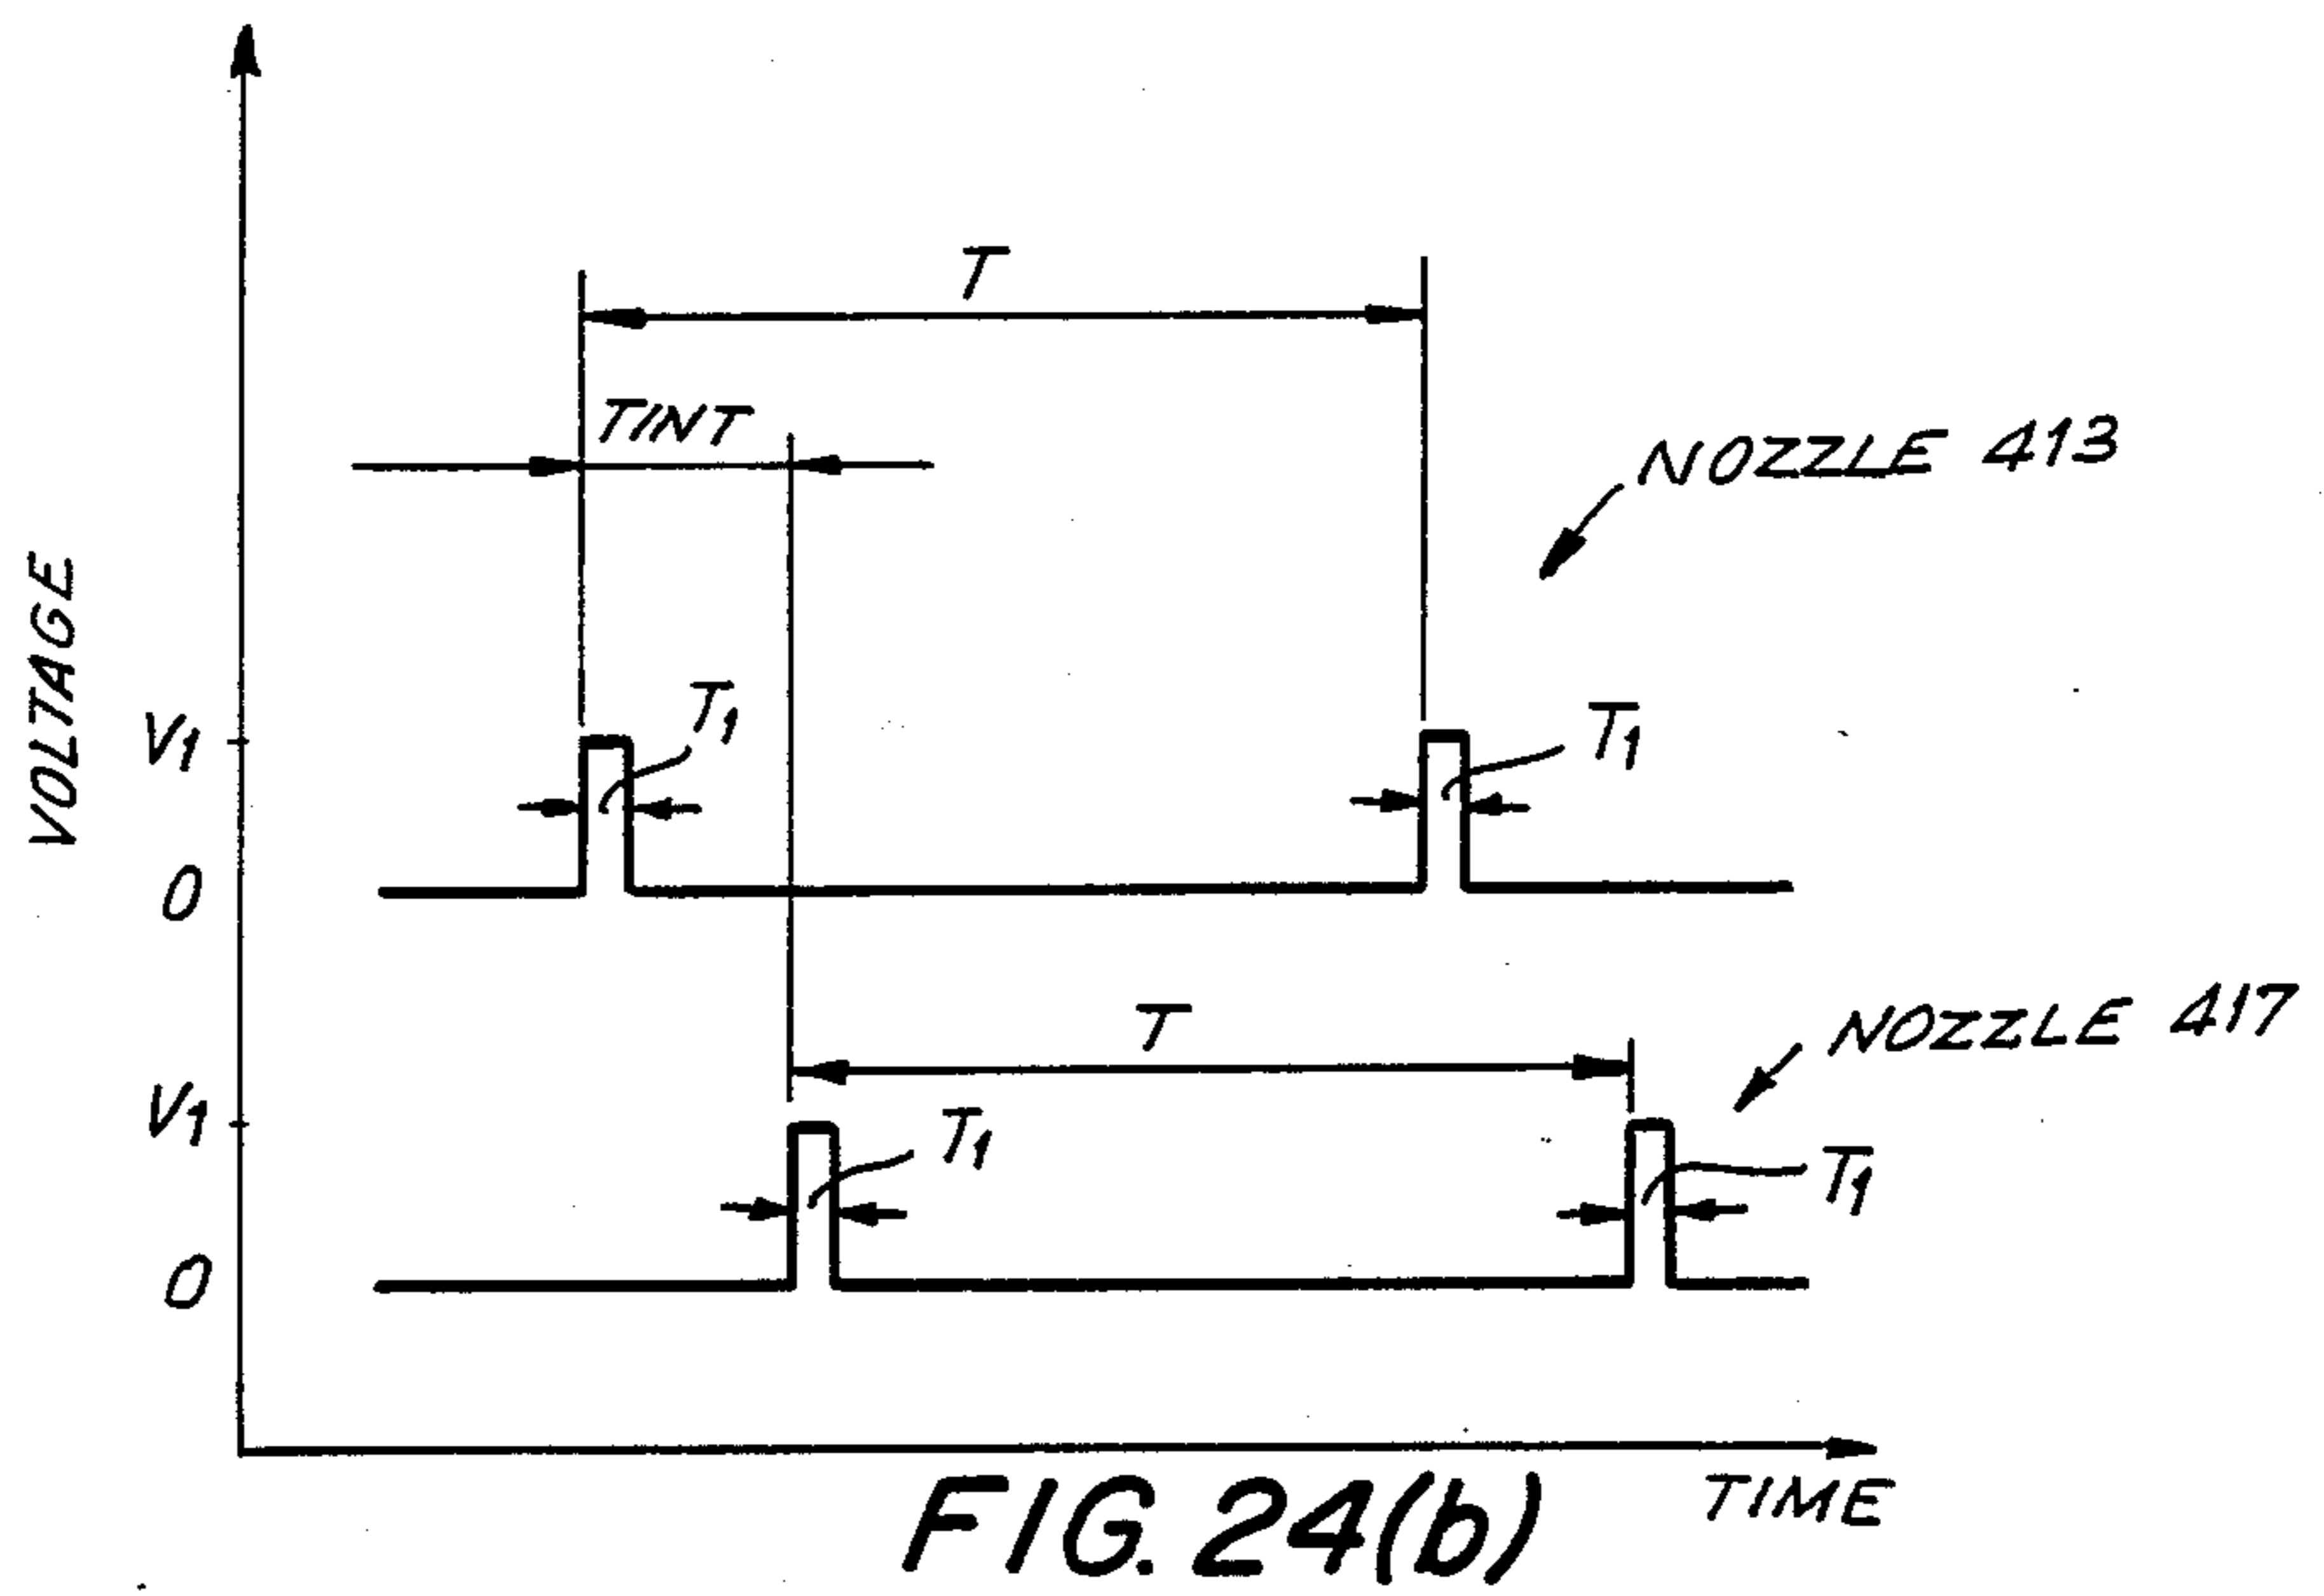 T
TINT
NOZZLE 413
VOLTAGE
T1
T1
V1
0
T
NOZZLE 417
V1
T1
T1
0
TIME
FIG. 24(b)